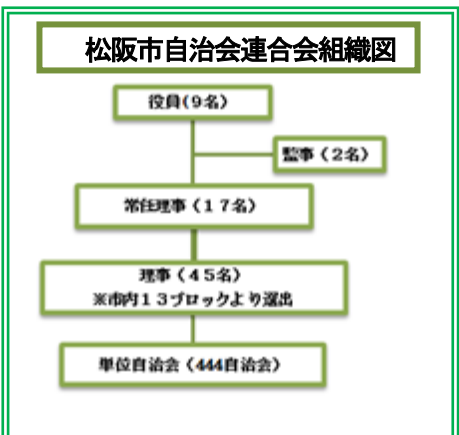 松阪市自治会連合会組織図
役員(9名)
監事(2名)
常任理事(17名)
理事(45名)
※市内13ブロックより選出
単位自治会(444自治会)